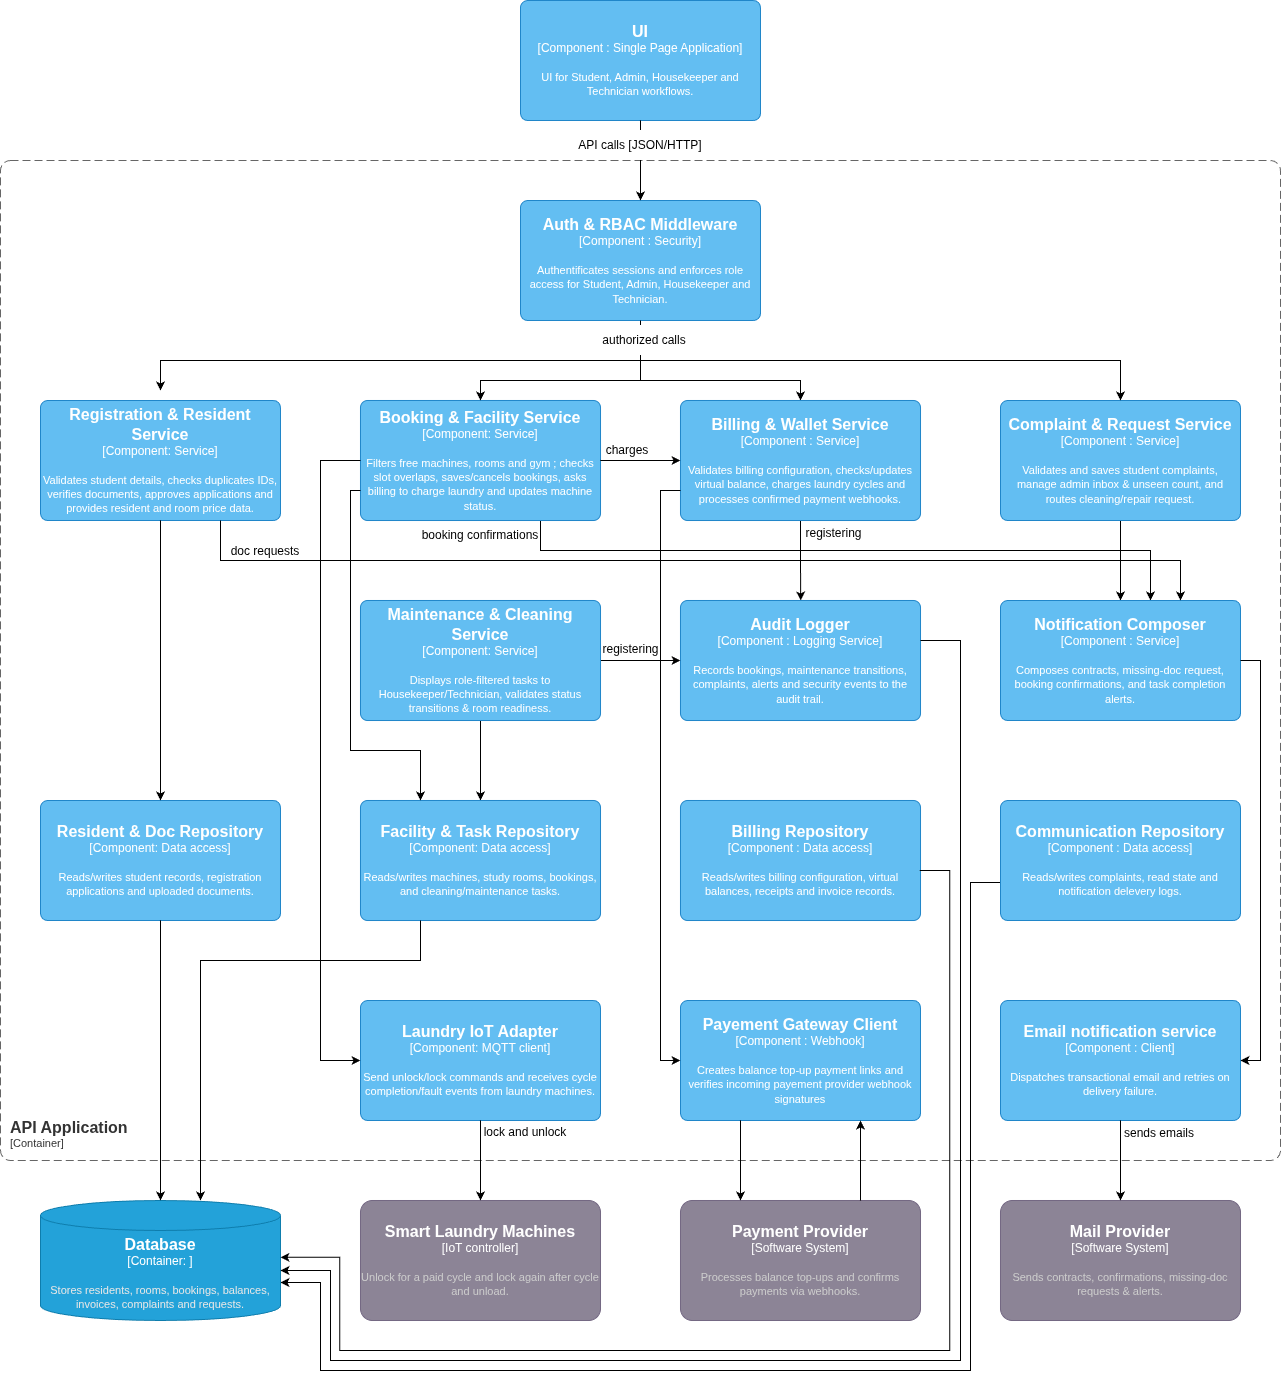 UI
[Component : Single Page Application]
UI for Student, Admin, Housekeeper and
Technician workflows.
API calls [JSON/HTTP]
Auth & RBAC Middleware
[Component : Security]
Authentificates sessions and enforces role
access for Student, Admin, Housekeeper and
Technician.
authorized calls
Registration & Resident
Service
[Component: Service]
Validates student details, checks duplicates IDs,
verifies documents, approves applications and
provides resident and room price data.
Booking & Facility Service
[Component: Service]
Filters free machines, rooms and gym ; checks
slot overlaps, saves/cancels bookings, asks
billing to charge laundry and updates machine
status.
charges
Billing & Wallet Service
[Component : Service]
Validates billing configuration, checks/updates
virtual balance, charges laundry cycles and
processes confirmed payment webhooks.
Complaint & Request Service
[Component : Service]
Validates and saves student complaints,
manage admin inbox & unseen count, and
routes cleaning/repair request.
doc requests
booking confirmations
registering
Maintenance & Cleaning
Service
[Component: Service]
Displays role-filtered tasks to
Housekeeper/Technician, validates status
transitions & room readiness.
registering
Audit Logger
[Component : Logging Service]
Records bookings, maintenance transitions,
complaints, alerts and security events to the
audit trail.
Notification Composer
[Component : Service]
Composes contracts, missing-doc request,
booking confirmations, and task completion
alerts.
Resident & Doc Repository
[Component: Data access]
Reads/writes student records, registration
applications and uploaded documents.
Facility & Task Repository
[Component: Data access]
Reads/writes machines, study rooms, bookings,
and cleaning/maintenance tasks.
Billing Repository
[Component : Data access]
Reads/writes billing configuration, virtual
balances, receipts and invoice records.
Communication Repository
[Component : Data access]
Reads/writes complaints, read state and
notification delevery logs.
Laundry IoT Adapter
[Component: MQTT client]
Send unlock/lock commands and receives cycle
completion/fault events from laundry machines.
Payement Gateway Client
[Component : Webhook]
Creates balance top-up payment links and
verifies incoming payement provider webhook
signatures
Email notification service
[Component : Client]
Dispatches transactional email and retries on
delivery failure.
API Application
[Container]
lock and unlock
sends emails
Database
[Container: ]
Stores residents, rooms, bookings, balances,
invoices, complaints and requests.
Smart Laundry Machines
[IoT controller]
Unlock for a paid cycle and lock again after cycle
and unload.
Payment Provider
[Software System]
Processes balance top-ups and confirms
payments via webhooks.
Mail Provider
[Software System]
Sends contracts, confirmations, missing-doc
requests & alerts.